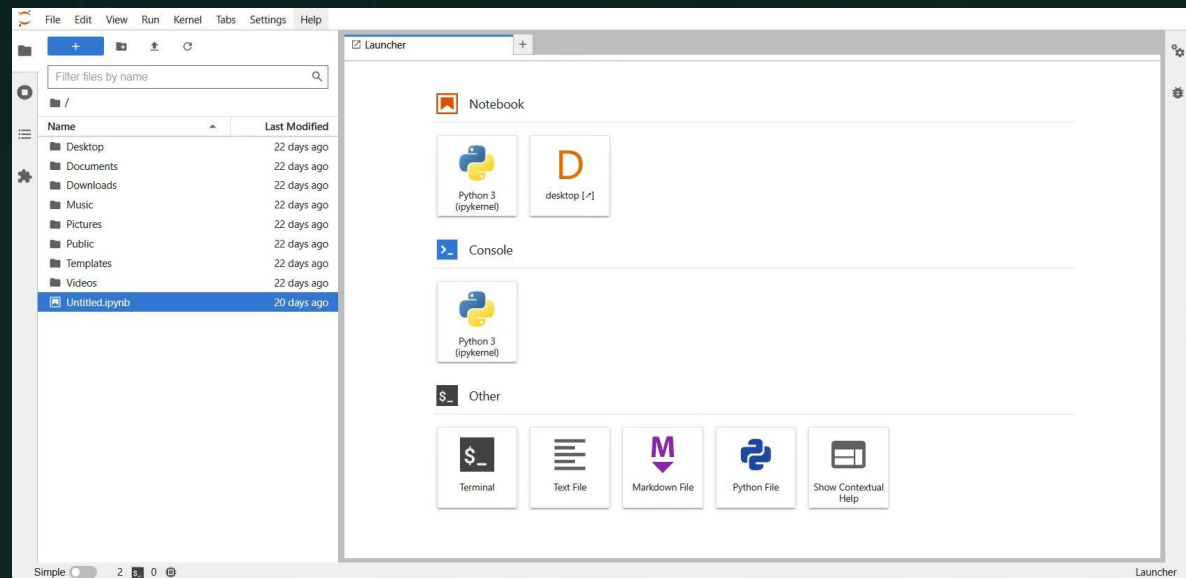 File Edit View Run Kernel Tabs Settings Help
+
Filter files by name
/
Name Last Modified
Desktop 22 days ago
Documents 22 days ago
Downloads 22 days ago
Music 22 days ago
Pictures 22 days ago
Public 22 days ago
Templates 22 days ago
Videos 22 days ago
Untitled.ipynb 20 days ago
Launcher +
Notebook
Python 3 (ipykernel)
D
desktop [↗]
>_ Console
Python 3 (ipykernel)
$_ Other
$_
Terminal
Text File
M
Markdown File
Python File
Show Contextual Help
Simple 2 $_ 0 Launcher